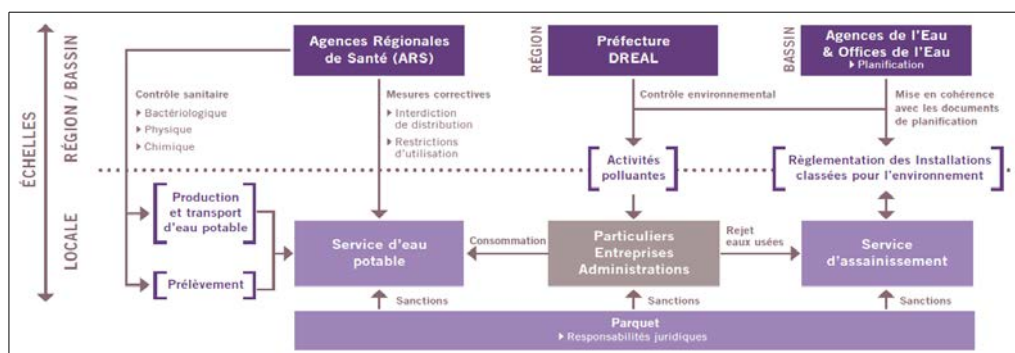 ÉCHELLES
RÉGION / BASSIN
LOCALE
Agences Régionales
de Santé (ARS)
RÉGION
Préfecture
DREAL
BASSIN
Agences de l'Eau
& Offices de l'Eau
▸ Planification
Contrôle sanitaire
▸ Bactériologique
▸ Physique
▸ Chimique
Mesures correctives
▸ Interdiction
de distribution
▸ Restrictions
d'utilisation
Contrôle environnemental
Mise en cohérence
avec les documents
de planification
Activités
polluantes
Règlementation des Installations
classées pour l'environnement
Production
et transport
d'eau potable
Prélèvement
Service d'eau
potable
Consommation
Particuliers
Entreprises
Administrations
Rejet
eaux usées
Service
d'assainissement
Sanctions
Sanctions
Sanctions
Parquet
▸ Responsabilités juridiques